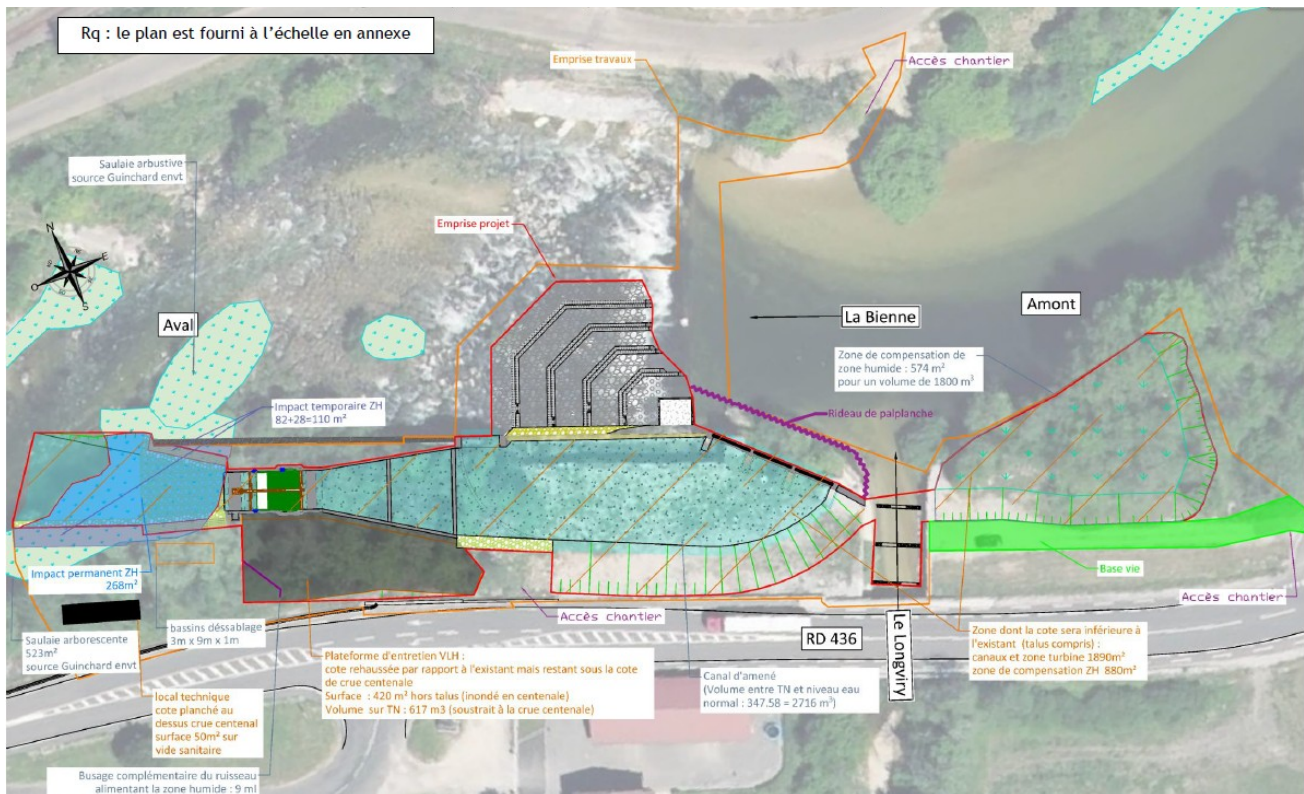 Rq : le plan est fourni à l'échelle en annexe
Emprise travaux
Accès chantier
Saulaie arbustive
source Guinchard envt
Emprise projet
N
E
S
O
Aval
La Bienne
Amont
Zone de compensation de
zone humide : 574 m²
pour un volume de 1800 m³
Impact temporaire ZH
82+28=110 m²
Rideau de palplanche
Impact permanent ZH
268m²
Base vie
Accès chantier
Accès chantier
bassins déssablage
3m x 9m x 1m
Saulaie arborescente
523m²
source Guinchard envt
RD 436
Le Longviry
Plateforme d'entretien VLH :
cote rehaussée par rapport à l'existant mais restant sous la cote
de crue centenale
Surface : 420 m² hors talus (inondé en centenale)
Volume sur TN : 617 m3 (soustrait à la crue centenale)
Zone dont la cote sera inférieure à
l'existant (talus compris) :
canaux et zone turbine 1890m²
zone de compensation ZH 880m²
Canal d'amené
(Volume entre TN et niveau eau
normal : 347.58 = 2716 m³)
local technique
cote planché au
dessus crue centenal
surface 50m² sur
vide sanitaire
Busage complémentaire du ruisseau
alimentant la zone humide : 9 ml